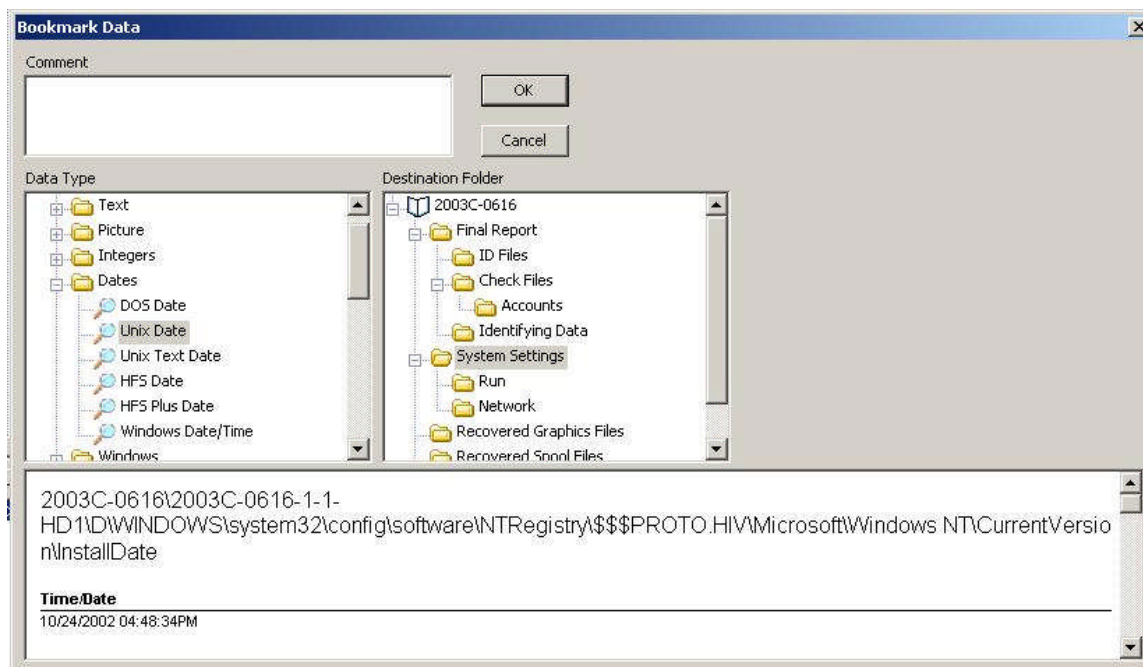 Bookmark Data
Comment
OK
Cancel
Data Type
Destination Folder
Text
Picture
Integers
Dates
DOS Date
Unix Date
Unix Text Date
HFS Date
HFS Plus Date
Windows Date/Time
Windows
2003C-0616
Final Report
ID Files
Check Files
Accounts
Identifying Data
System Settings
Run
Network
Recovered Graphics Files
Recovered Spool Files
2003C-0616\2003C-0616-1-1-
HD1\D\WINDOWS\system32\config\software\NTRegistry\$$$PROTO.HIV\Microsoft\Windows NT\CurrentVersio
n\InstallDate
Time/Date
10/24/2002 04:48:34PM